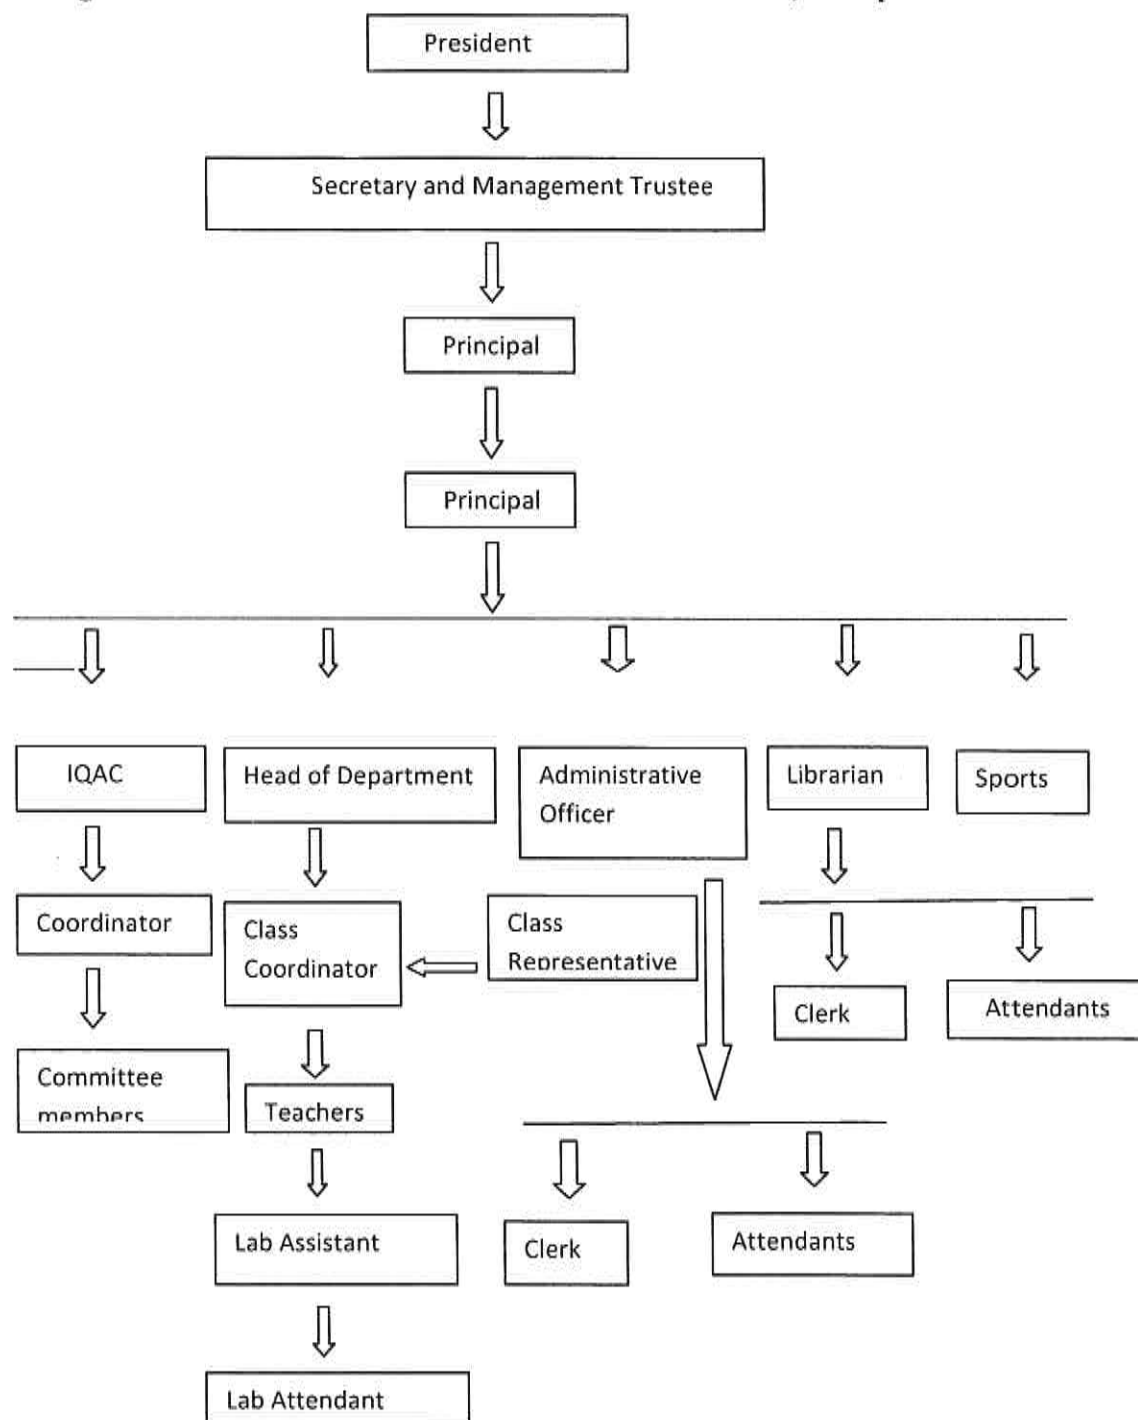 President
Secretary and Management Trustee
Principal
Principal
IQAC
Head of Department
Administrative
Officer
Librarian
Sports
Coordinator
Class
Coordinator
Class
Representative
Clerk
Attendants
Committee
members
Teachers
Lab Assistant
Clerk
Attendants
Lab Attendant